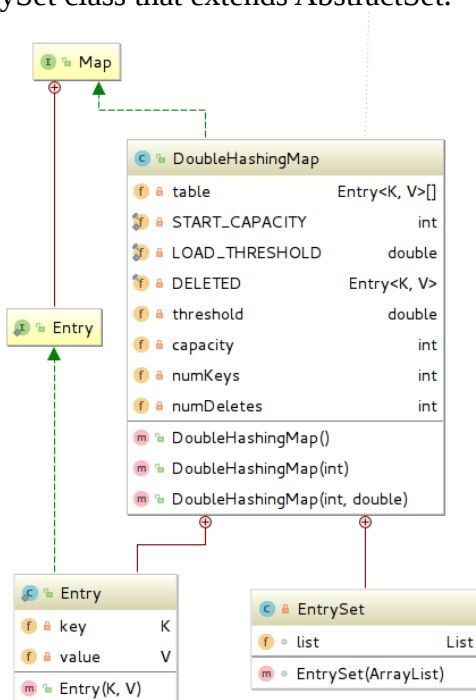 ySet class that extends AbstractSet.
Map
DoubleHashingMap
table Entry<K, V>[]
START_CAPACITY int
LOAD_THRESHOLD double
DELETED Entry<K, V>
threshold double
capacity int
numKeys int
numDeletes int
DoubleHashingMap()
DoubleHashingMap(int)
DoubleHashingMap(int, double)
Entry
Entry
key K
value V
Entry(K, V)
EntrySet
list List
EntrySet(ArrayList)